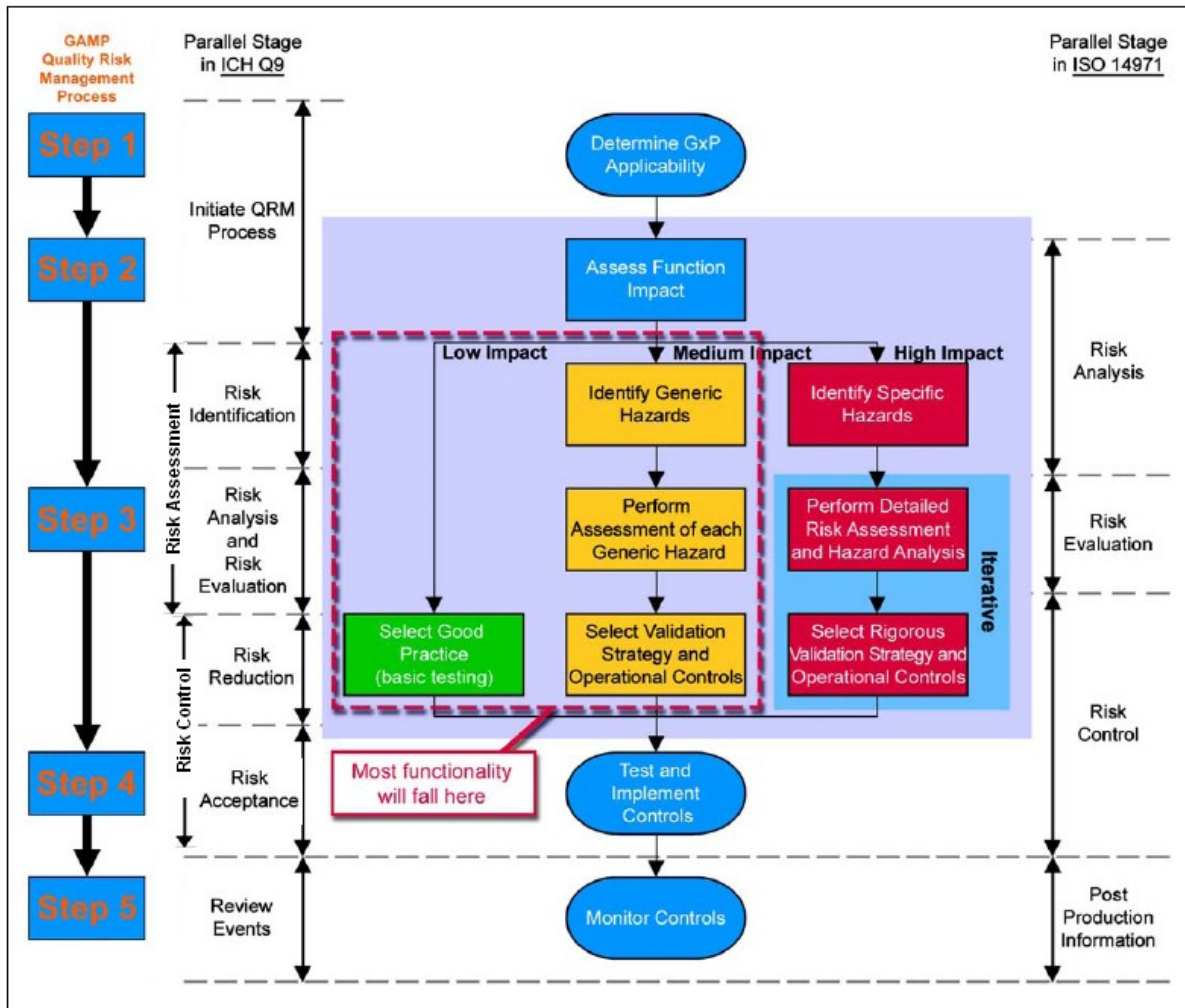 GAMP
Quality Risk
Management
Process
Parallel Stage
in ICH Q9
Parallel Stage
in ISO 14971
Step 1
Determine GxP
Applicability
Initiate QRM
Process
Step 2
Assess Function
Impact
Low Impact
Medium Impact
High Impact
Risk Assessment
Risk
Identification
Identify Generic
Hazards
Identify Specific
Hazards
Risk
Analysis
Step 3
Risk
Analysis
and
Risk
Evaluation
Perform
Assessment of each
Generic Hazard
Perform Detailed
Risk Assessment
and Hazard Analysis
Iterative
Risk
Evaluation
Risk Control
Risk
Reduction
Select Good
Practice
(basic testing)
Select Validation
Strategy and
Operational Controls
Select Rigorous
Validation Strategy and
Operational Controls
Risk
Control
Step 4
Risk
Acceptance
Most functionality
will fall here
Test and
Implement
Controls
Step 5
Review
Events
Monitor Controls
Post
Production
Information